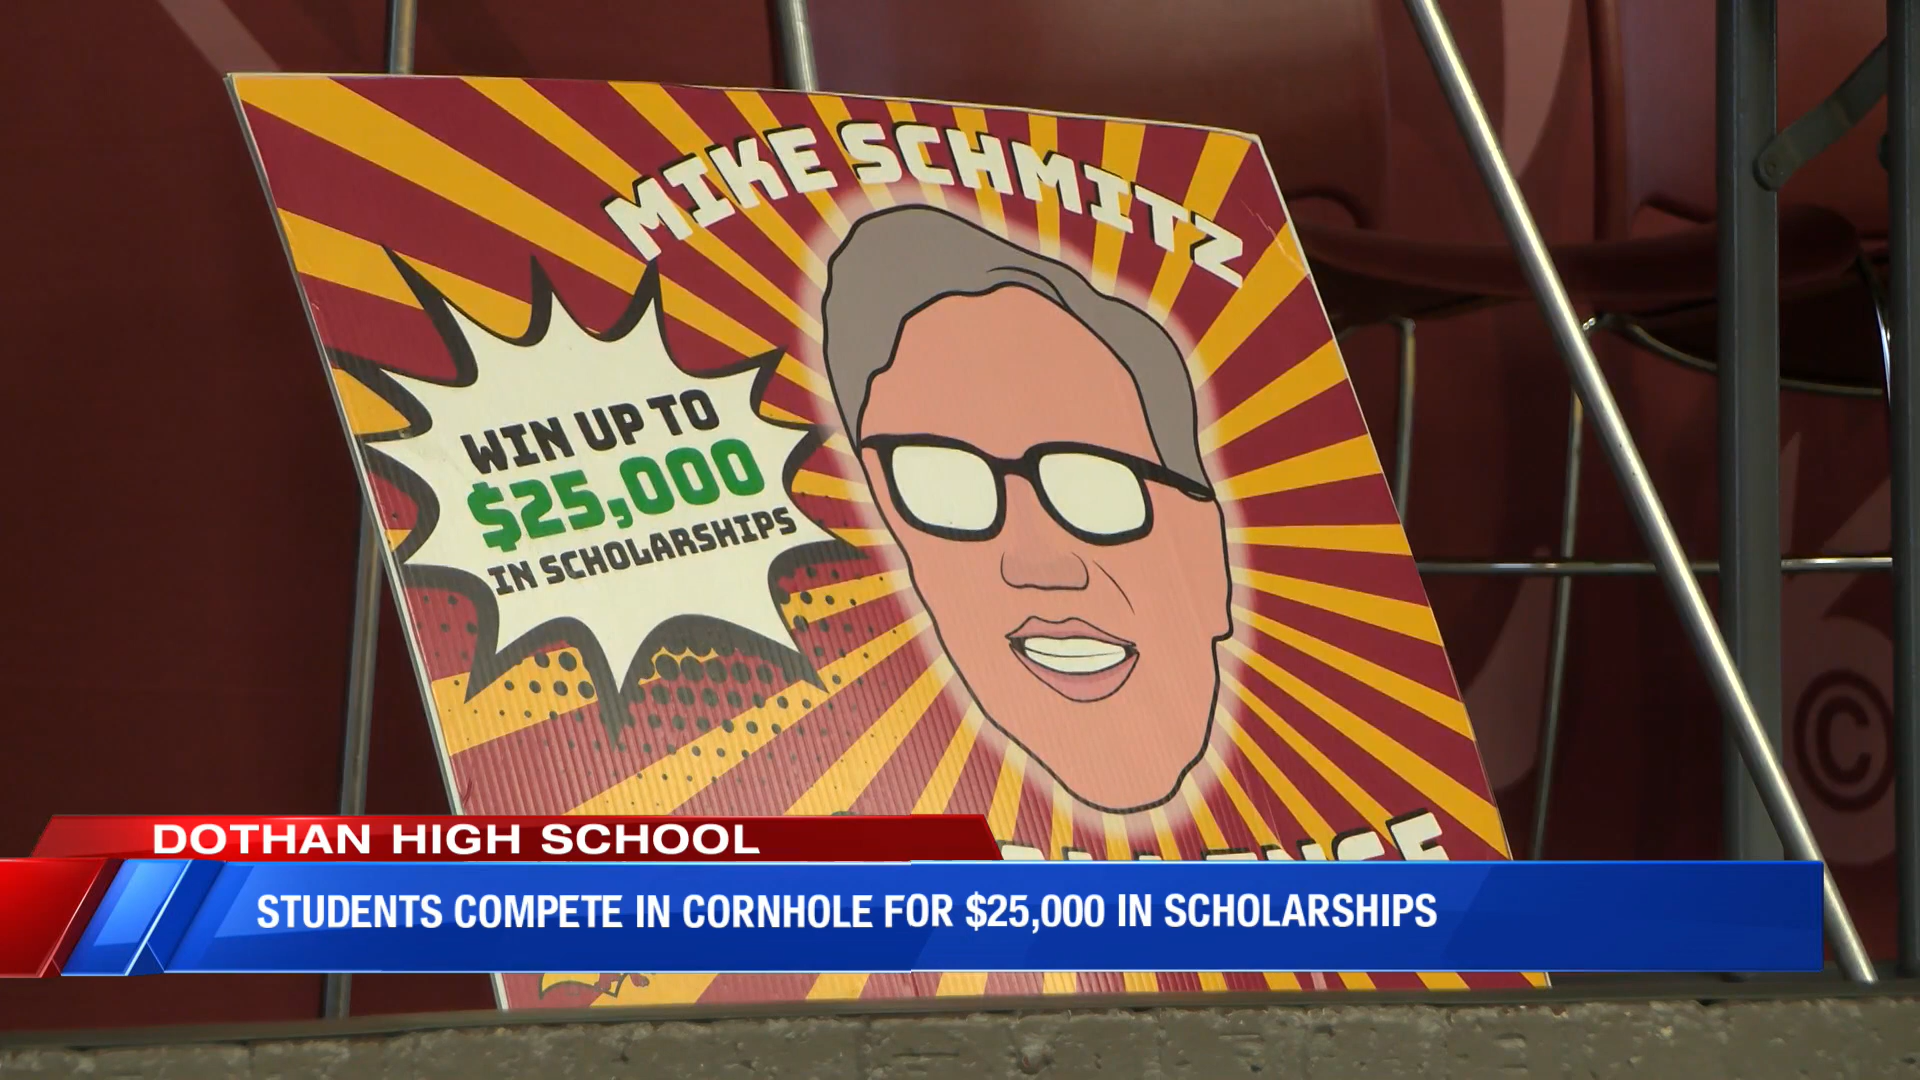 MIKE SCHMITZ
WIN UP TO
$25,000
IN SCHOLARSHIPS
DOTHAN HIGH SCHOOL
STUDENTS COMPETE IN CORNHOLE FOR $25,000 IN SCHOLARSHIPS
©